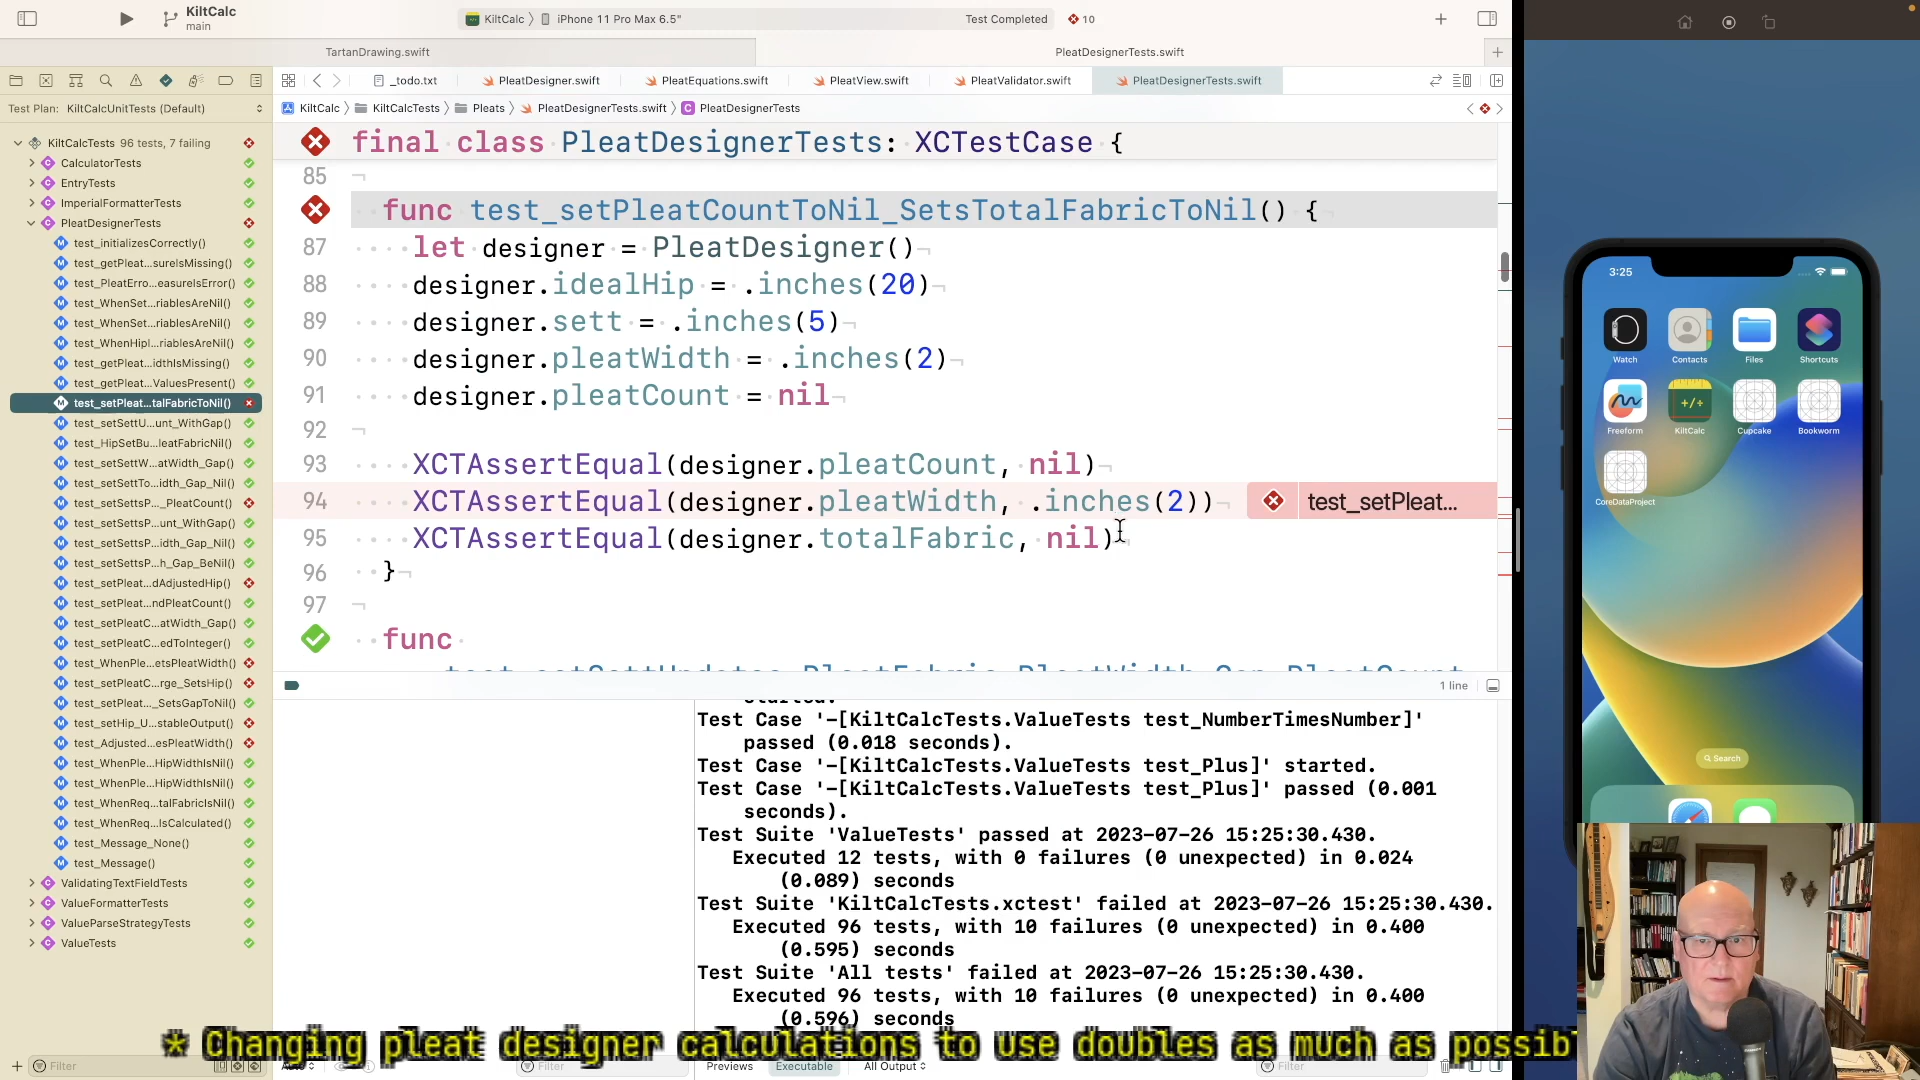 KiltCalc
main
KiltCalc
iPhone 11 Pro Max 6.5"
Test Completed
10
TartanDrawing.swift
PleatDesignerTests.swift
_todo.txt
PleatDesigner.swift
PleatEquations.swift
PleatView.swift
PleatValidator.swift
PleatDesignerTests.swift
Test Plan: KiltCalcUnitTests (Default)
KiltCalc
KiltCalcTests
Pleats
PleatDesignerTests.swift
PleatDesignerTests
KiltCalcTests 96 tests, 7 failing
CalculatorTests
EntryTests
ImperialFormatterTests
PleatDesignerTests
test_initializesCorrectly()
test_getPleat...sureIsMissing()
test_PleatErro...easureIsError()
test_WhenSet...riablesAreNil()
test_WhenSet...riablesAreNil()
test_WhenHipI...riablesAreNil()
test_getPleat...idthIsMissing()
test_getPleat...ValuesPresent()
test_setPleat...talFabricToNil()
test_setSettU...unt_WithGap()
test_HipSetBu...leatFabricNil()
test_setSettW...atWidth_Gap()
test_setSettTo...idth_Gap_Nil()
test_setSettsP..._PleatCount()
test_setSettsP...unt_WithGap()
test_setSettsP...idth_Gap_Nil()
test_setSettsP...h_Gap_BeNil()
test_setPleat...dAdjustedHip()
test_setPleat...ndPleatCount()
test_setPleatC...atWidth_Gap()
test_setPleatC...edToInteger()
test_WhenPle...etsPleatWidth()
test_setPleatC...rge_SetsHip()
test_setPleat..._SetsGapToNil()
test_setHip_U...stableOutput()
test_Adjusted...esPleatWidth()
test_WhenPle...HipWidthIsNil()
test_WhenPle...HipWidthIsNil()
test_WhenReq...talFabricIsNil()
test_WhenReq...IsCalculated()
test_Message_None()
test_Message()
ValidatingTextFieldTests
ValueFormatterTests
ValueParseStrategyTests
ValueTests
Filter
final class PleatDesignerTests: XCTestCase {
85
func test_setPleatCountToNil_SetsTotalFabricToNil() {
87 let designer = PleatDesigner()
88 designer.idealHip = .inches(20)
89 designer.sett = .inches(5)
90 designer.pleatWidth = .inches(2)
91 designer.pleatCount = nil
92
93 XCTAssertEqual(designer.pleatCount, nil)
94 XCTAssertEqual(designer.pleatWidth, .inches(2)) test_setPleat...
95 XCTAssertEqual(designer.totalFabric, nil)
96 }
97
func
test_setSettUpdates_PleatFabric_PleatWidth_Gap_PleatCount
1 line
started.
Test Case '-[KiltCalcTests.ValueTests test_NumberTimesNumber]'
passed (0.018 seconds).
Test Case '-[KiltCalcTests.ValueTests test_Plus]' started.
Test Case '-[KiltCalcTests.ValueTests test_Plus]' passed (0.001
seconds).
Test Suite 'ValueTests' passed at 2023-07-26 15:25:30.430.
Executed 12 tests, with 0 failures (0 unexpected) in 0.024
(0.089) seconds
Test Suite 'KiltCalcTests.xctest' failed at 2023-07-26 15:25:30.430.
Executed 96 tests, with 10 failures (0 unexpected) in 0.400
(0.595) seconds
Test Suite 'All tests' failed at 2023-07-26 15:25:30.430.
Executed 96 tests, with 10 failures (0 unexpected) in 0.400
(0.596) seconds
* Changing pleat designer calculations to use doubles as much as possib
Filter
Previews
Executable
All Output
Filter
3:25
Watch
Contacts
Files
Shortcuts
+/÷
Freeform
KiltCalc
Cupcake
Bookworm
CoreDataProject
Search